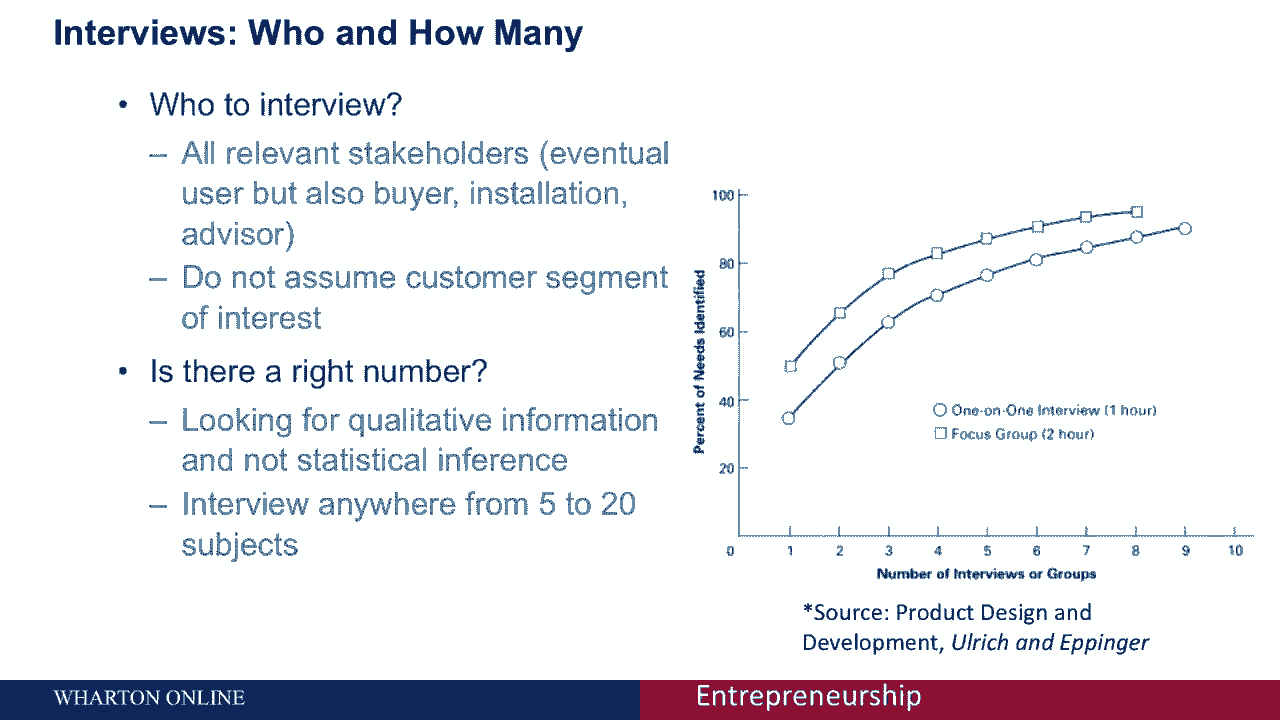 Interviews: Who and How Many
• Who to interview?
– All relevant stakeholders (eventual
user but also buyer, installation,
advisor)
– Do not assume customer segment
of interest
• Is there a right number?
– Looking for qualitative information
and not statistical inference
– Interview anywhere from 5 to 20
subjects
100
80
60
40
20
Percent of Needs Identified
One-on-One Interview (1 hour)
Focus Group (2 hour)
0 1 2 3 4 5 6 7 8 9 10
Number of Interviews or Groups
*Source: Product Design and
Development, Ulrich and Eppinger
WHARTON ONLINE
Entrepreneurship